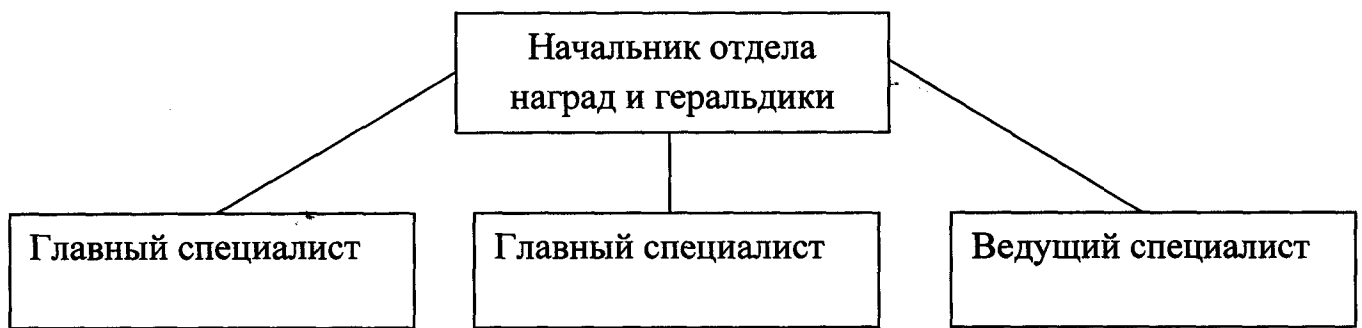 Начальник отдела
наград и геральдики
Главный специалист
Главный специалист
Ведущий специалист